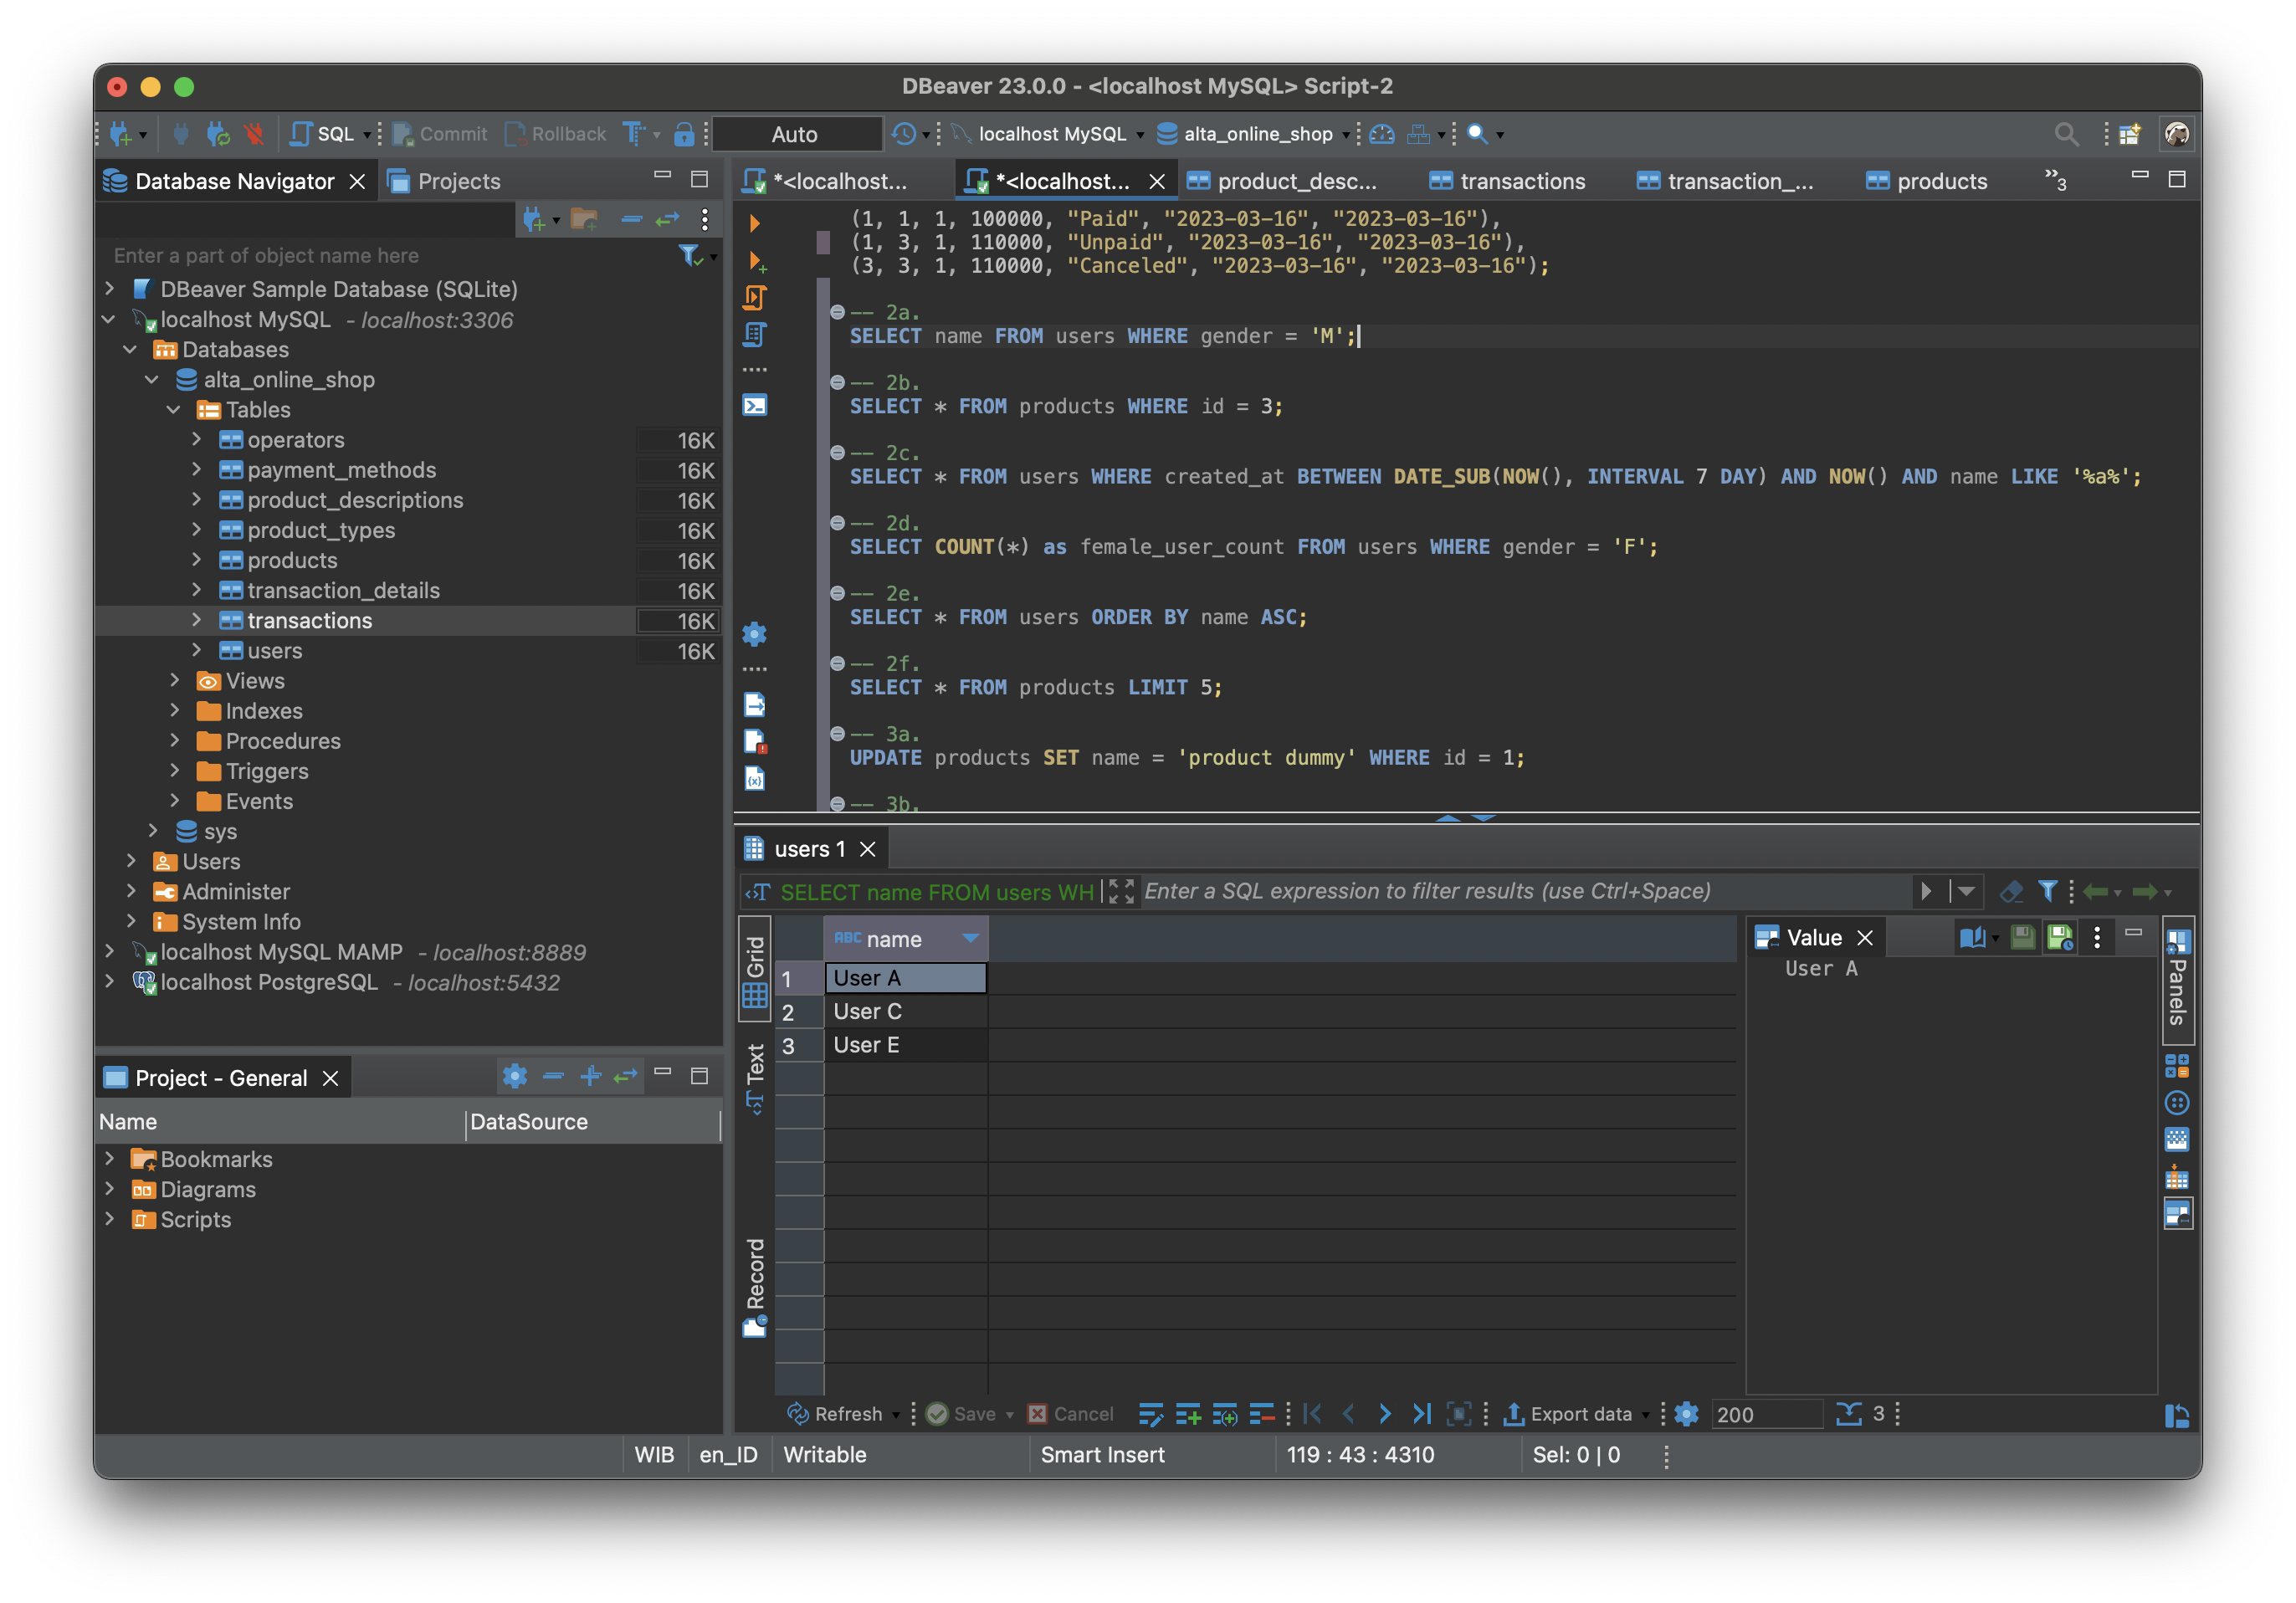 DBeaver 23.0.0 - <localhost MySQL> Script-2
SQL
Commit
Rollback
Auto
localhost MySQL
alta_online_shop
Database Navigator
Projects
Enter a part of object name here
DBeaver Sample Database (SQLite)
localhost MySQL - localhost:3306
Databases
alta_online_shop
Tables
operators 16K
payment_methods 16K
product_descriptions 16K
product_types 16K
products 16K
transaction_details 16K
transactions 16K
users 16K
Views
Indexes
Procedures
Triggers
Events
sys
Users
Administer
System Info
localhost MySQL MAMP - localhost:8889
localhost PostgreSQL - localhost:5432
Project - General
Name DataSource
Bookmarks
Diagrams
Scripts
*<localhost...
*<localhost...
product_desc...
transactions
transaction_...
products
»3
(1, 1, 1, 100000, "Paid", "2023-03-16", "2023-03-16"),
(1, 3, 1, 110000, "Unpaid", "2023-03-16", "2023-03-16"),
(3, 3, 1, 110000, "Canceled", "2023-03-16", "2023-03-16");
-- 2a.
SELECT name FROM users WHERE gender = 'M';
-- 2b.
SELECT * FROM products WHERE id = 3;
-- 2c.
SELECT * FROM users WHERE created_at BETWEEN DATE_SUB(NOW(), INTERVAL 7 DAY) AND NOW() AND name LIKE '%a%';
-- 2d.
SELECT COUNT(*) as female_user_count FROM users WHERE gender = 'F';
-- 2e.
SELECT * FROM users ORDER BY name ASC;
-- 2f.
SELECT * FROM products LIMIT 5;
-- 3a.
UPDATE products SET name = 'product dummy' WHERE id = 1;
-- 3b.
users 1
SELECT name FROM users WH
Enter a SQL expression to filter results (use Ctrl+Space)
Grid
Text
Record
ABC name
1 User A
2 User C
3 User E
Value
User A
Panels
Refresh
Save
Cancel
Export data
200
3
WIB
en_ID
Writable
Smart Insert
119 : 43 : 4310
Sel: 0 | 0